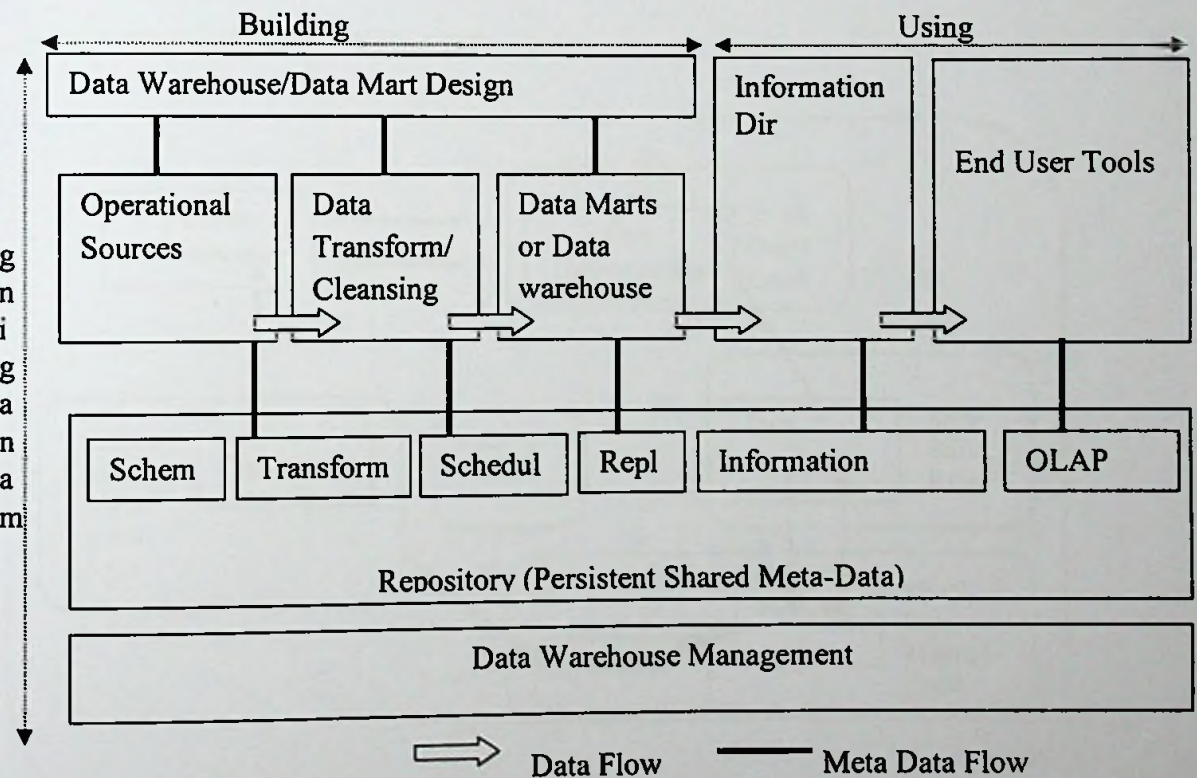 Building
Using
Data Warehouse/Data Mart Design
Information
Dir
End User Tools
Operational
Sources
Data
Transform/
Cleansing
Data Marts
or Data
warehouse
g
n
i
g
a
n
a
m
Schem
Transform
Schedul
Repl
Information
OLAP
Repository (Persistent Shared Meta-Data)
Data Warehouse Management
Data Flow
Meta Data Flow